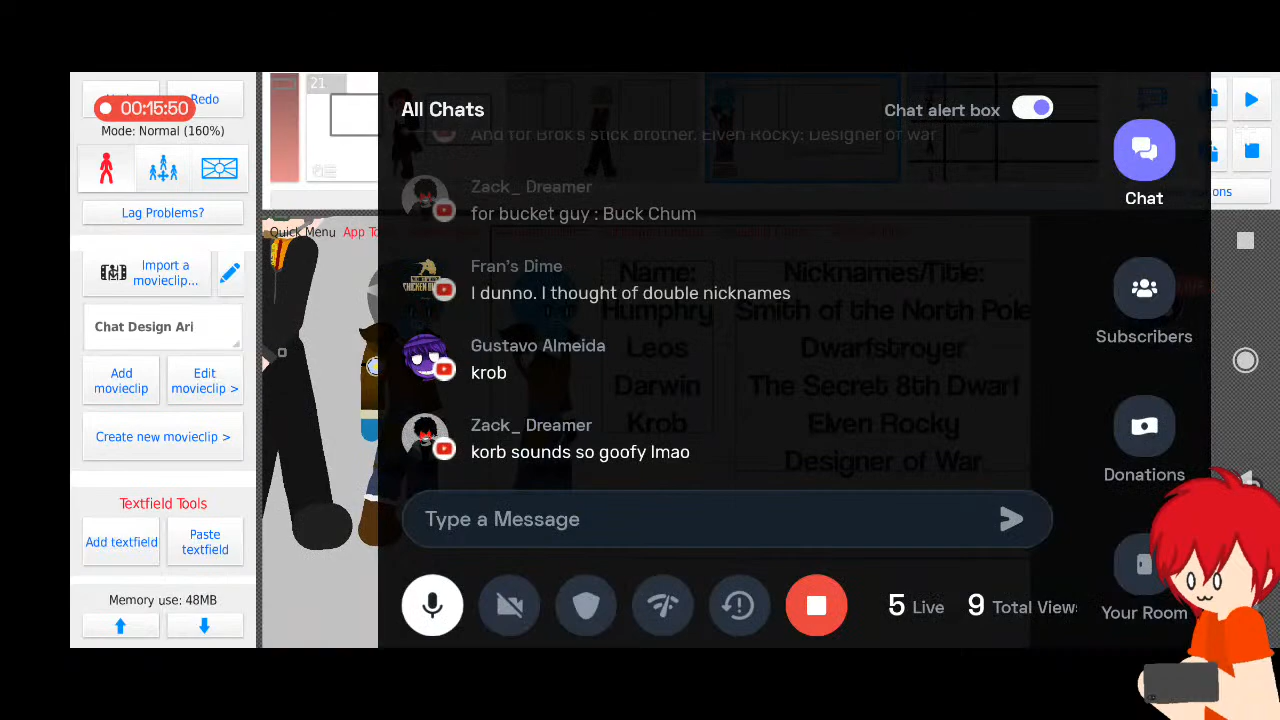 Redo
00:15:50
Mode: Normal (160%)
Lag Problems?
Import a
movieclip...
Chat Design Ari
Add
movieclip
Edit
movieclip >
Create new movieclip >
Textfield Tools
Add textfield
Paste
textfield
Memory use: 48MB
21
Quick Menu
App To
All Chats
Chat alert box
And for Brok's stick brother. Elven Rocky: Designer of war
Zack_ Dreamer
for bucket guy : Buck Chum
Fran's Dime
I dunno. I thought of double nicknames
Gustavo Almeida
krob
Zack_ Dreamer
korb sounds so goofy lmao
Name:
Humphry
Leos
Darwin
Krob
Nicknames/Title:
Smith of the North Pole
Dwarfstroyer
The Secret 8th Dwarf
Elven Rocky
Designer of War
Type a Message
5 Live
9 Total View
Chat
Subscribers
Donations
Your Room
ons